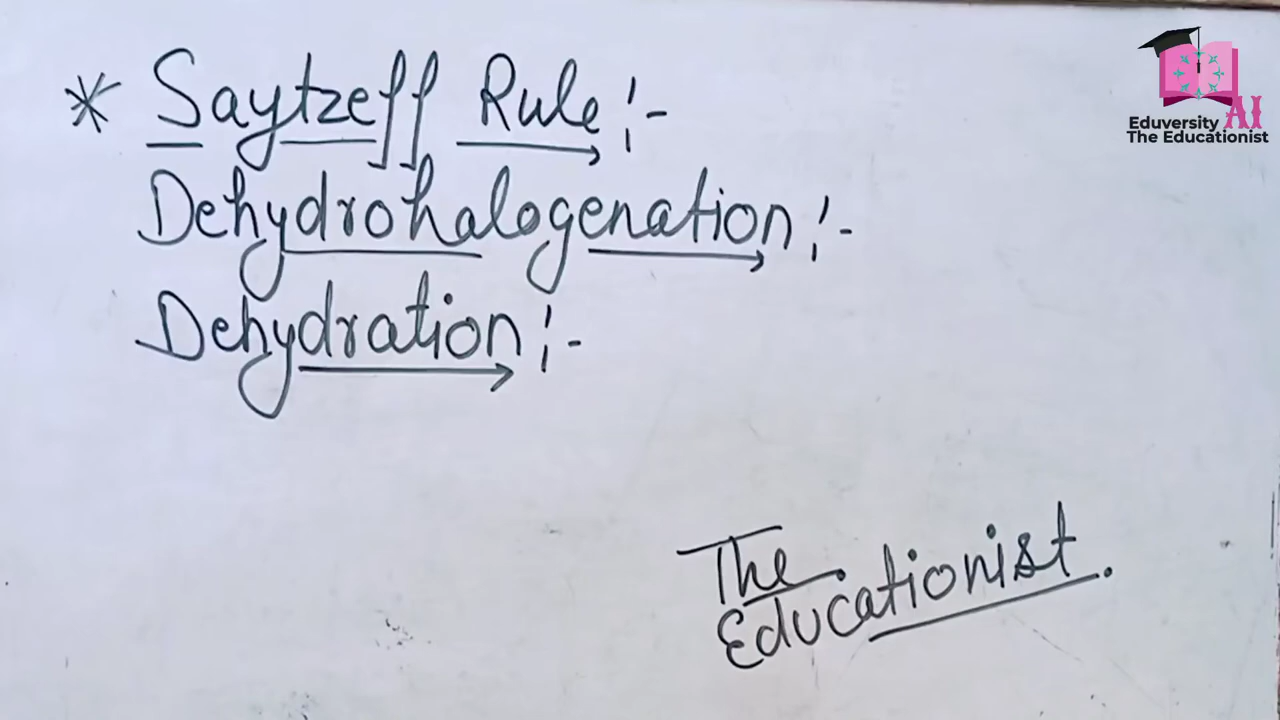 * Saytzeff Rule :-
Dehydrohalogenation :-
Dehydration :-
The
Educationist.
Eduversity AI
The Educationist